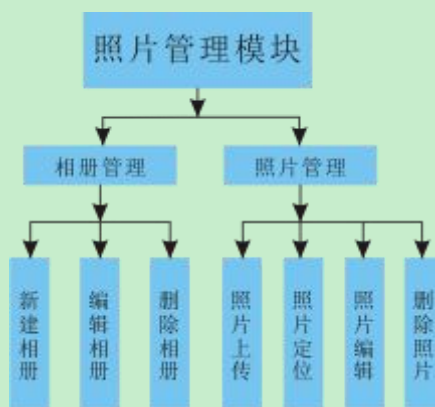 照片管理模块
相册管理
照片管理
新建相册
编辑相册
删除相册
照片上传
照片定位
照片编辑
删除照片